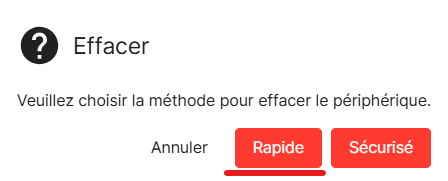 Effacer
Veuillez choisir la méthode pour effacer le périphérique.
Annuler Rapide Sécurisé